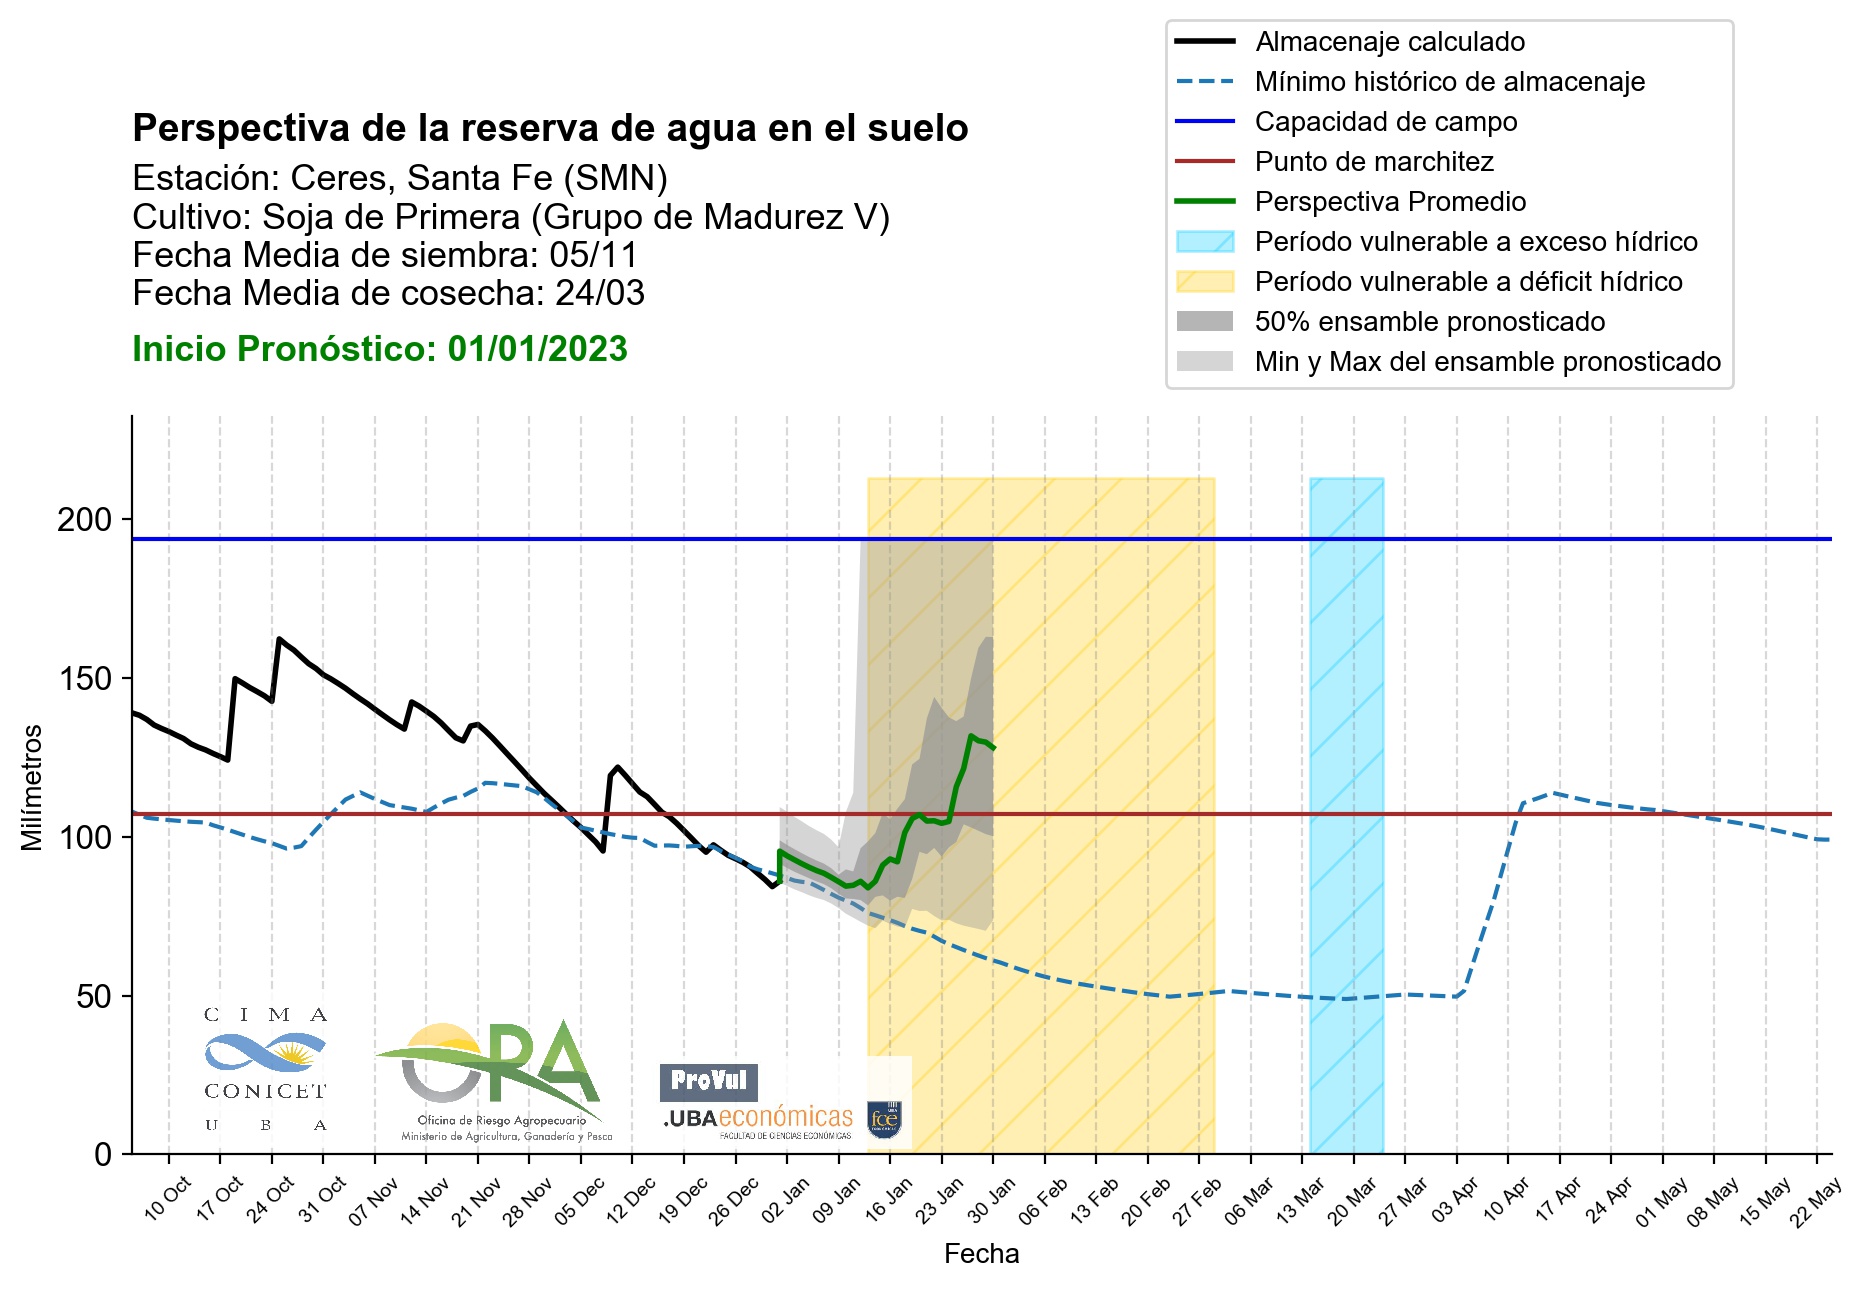 Almacenaje calculado
Mínimo histórico de almacenaje
Capacidad de campo
Punto de marchitez
Perspectiva Promedio
Período vulnerable a exceso hídrico
Período vulnerable a déficit hídrico
50% ensamble pronosticado
Min y Max del ensamble pronosticado
Perspectiva de la reserva de agua en el suelo
Estación: Ceres, Santa Fe (SMN)
Cultivo: Soja de Primera (Grupo de Madurez V)
Fecha Media de siembra: 05/11
Fecha Media de cosecha: 24/03
Inicio Pronóstico: 01/01/2023
200
150
100
50
0
Milímetros
CIMA
CONICET
UBA
ORA
Oficina de Riesgo Agropecuario
Ministerio de Agricultura, Ganadería y Pesca
ProVul
.UBAeconómicas
FACULTAD DE CIENCIAS ECONÓMICAS
UBA
fce
ECONÓMICAS
10 Oct
17 Oct
24 Oct
31 Oct
07 Nov
14 Nov
21 Nov
28 Nov
05 Dec
12 Dec
19 Dec
26 Dec
02 Jan
09 Jan
16 Jan
23 Jan
30 Jan
06 Feb
13 Feb
20 Feb
27 Feb
06 Mar
13 Mar
20 Mar
27 Mar
03 Apr
10 Apr
17 Apr
24 Apr
01 May
08 May
15 May
22 May
Fecha